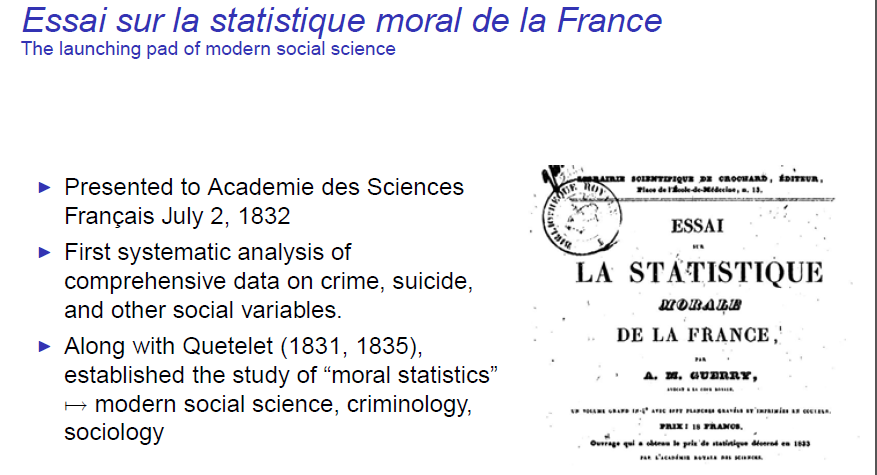 Essai sur la statistique moral de la France
The launching pad of modern social science
► Presented to Academie des Sciences
Français July 2, 1832
► First systematic analysis of
comprehensive data on crime, suicide,
and other social variables.
► Along with Quetelet (1831, 1835),
established the study of “moral statistics”
↦ modern social science, criminology,
sociology
LIBRAIRIE SCIENTIFIQUE DE CROCHARD, ÉDITEUR,
Place de l'École-de-Médecine, n. 13.
BIBLIOTHEQUE ROY
ESSAI
SUR
LA STATISTIQUE
MORALE
DE LA FRANCE,
PAR
A. M. GUERRY,
AVOCAT A LA COUR ROYALE.
UN VOLUME GRAND IN-4° AVEC SEPT PLANCHES GRAVÉES ET IMPRIMÉES EN COULEUR.
PRIX: 18 FRANCS.
Ouvrage qui a obtenu le prix de statistique décerné en 1833
PAR L'ACADÉMIE ROYALE DES SCIENCES.